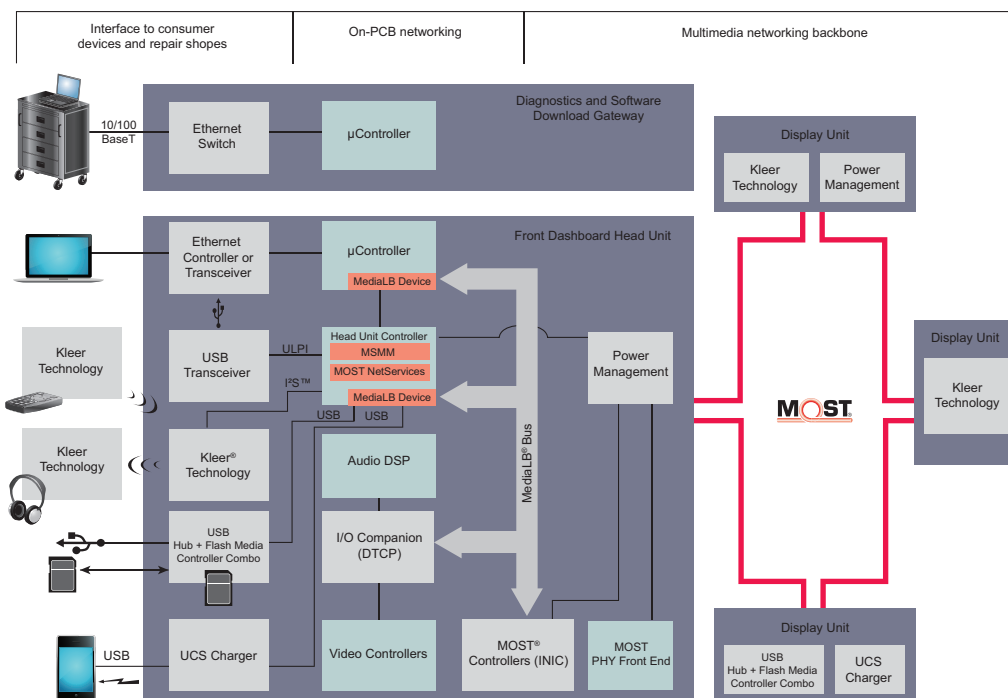 Interface to consumer
devices and repair shopes
On-PCB networking
Multimedia networking backbone
10/100
BaseT
Ethernet
Switch
µController
Diagnostics and Software
Download Gateway
Display Unit
Kleer
Technology
Power
Management
Ethernet
Controller or
Transceiver
µController
MediaLB Device
Front Dashboard Head Unit
Kleer
Technology
USB
Transceiver
ULPI
I²S™
Head Unit Controller
MSMM
MOST NetServices
MediaLB Device
USB
USB
Power
Management
MediaLB® Bus
MOST®
Display Unit
Kleer
Technology
Kleer
Technology
Kleer®
Technology
Audio DSP
USB
Hub + Flash Media
Controller Combo
I/O Companion
(DTCP)
USB
UCS Charger
Video Controllers
MOST®
Controllers (INIC)
MOST
PHY Front End
Display Unit
USB
Hub + Flash Media
Controller Combo
UCS
Charger